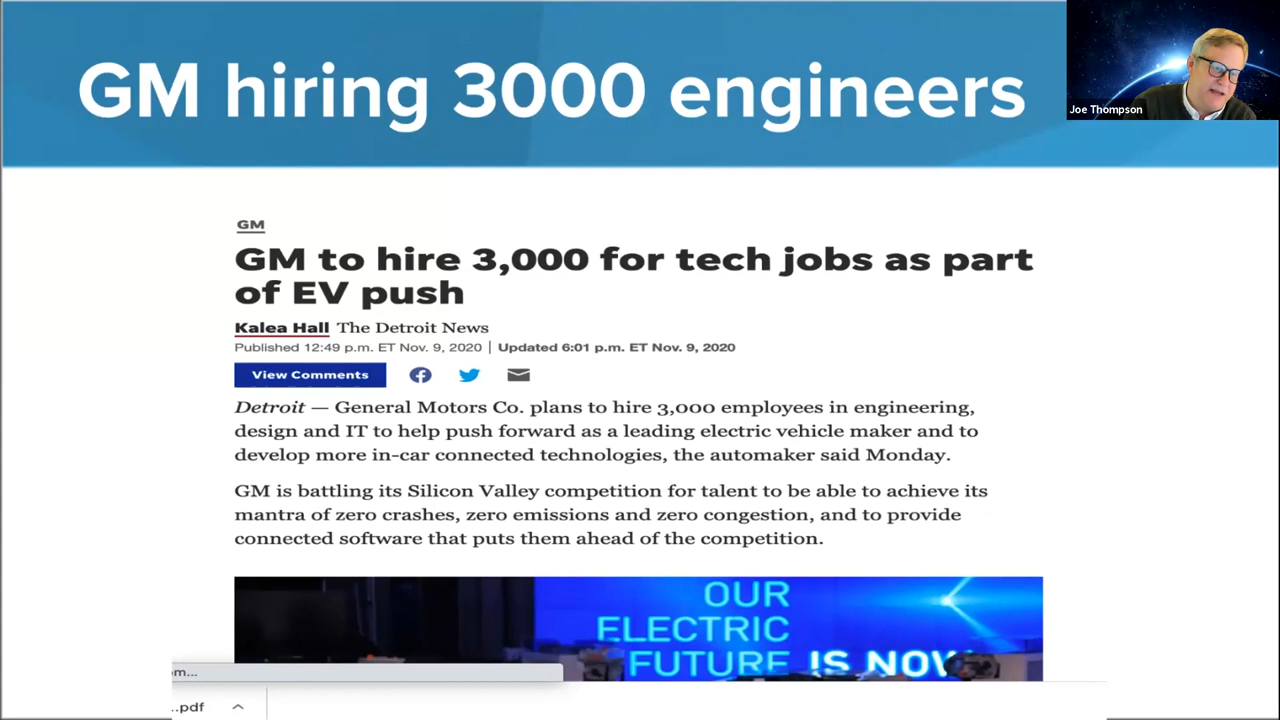 GM hiring 3000 engineers
Joe Thompson
GM
GM to hire 3,000 for tech jobs as part
of EV push
Kalea Hall The Detroit News
Published 12:49 p.m. ET Nov. 9, 2020 | Updated 6:01 p.m. ET Nov. 9, 2020
View Comments
Detroit — General Motors Co. plans to hire 3,000 employees in engineering,
design and IT to help push forward as a leading electric vehicle maker and to
develop more in-car connected technologies, the automaker said Monday.
GM is battling its Silicon Valley competition for talent to be able to achieve its
mantra of zero crashes, zero emissions and zero congestion, and to provide
connected software that puts them ahead of the competition.
OUR
ELECTRIC
FUTURE IS NOW
om...
..pdf